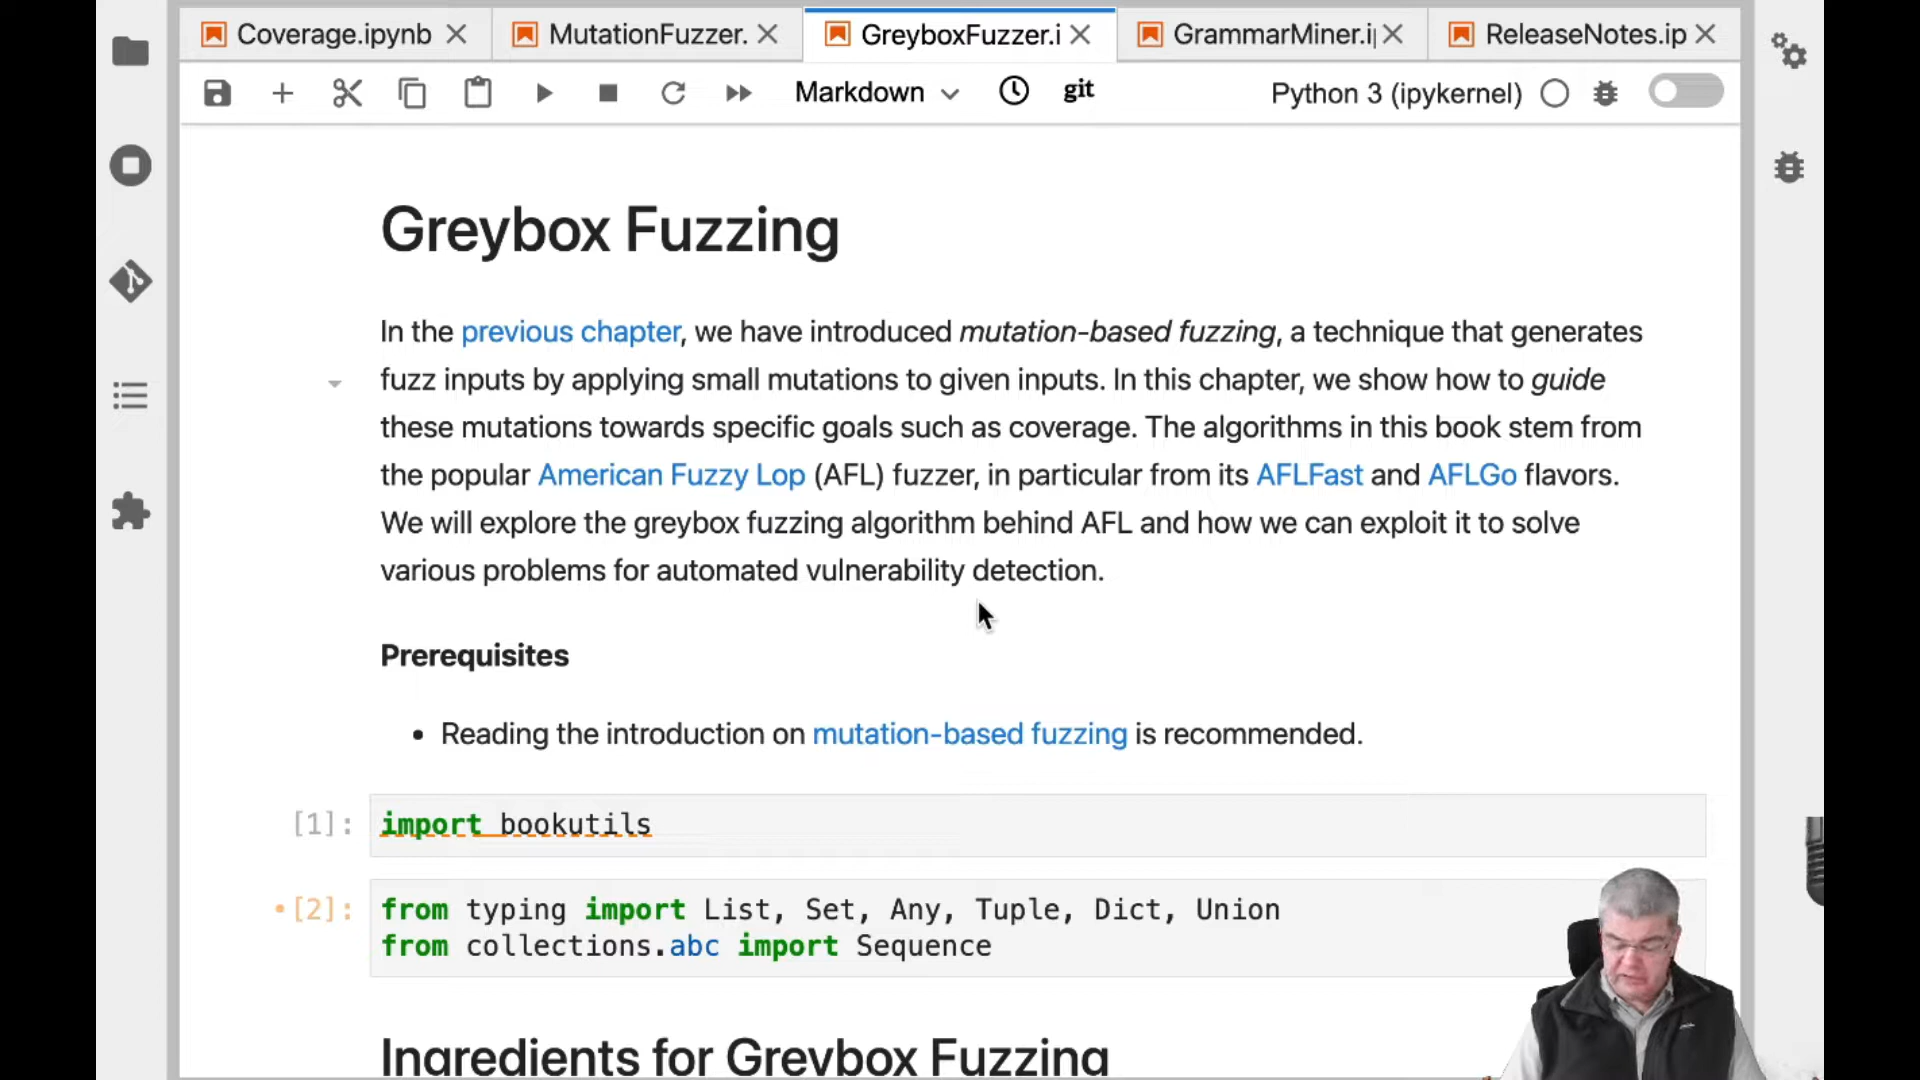 Coverage.ipynb
MutationFuzzer.
GreyboxFuzzer.i
GrammarMiner.i
ReleaseNotes.ip
Markdown
git
Python 3 (ipykernel)
Greybox Fuzzing
In the previous chapter, we have introduced mutation-based fuzzing, a technique that generates
fuzz inputs by applying small mutations to given inputs. In this chapter, we show how to guide
these mutations towards specific goals such as coverage. The algorithms in this book stem from
the popular American Fuzzy Lop (AFL) fuzzer, in particular from its AFLFast and AFLGo flavors.
We will explore the greybox fuzzing algorithm behind AFL and how we can exploit it to solve
various problems for automated vulnerability detection.
Prerequisites
• Reading the introduction on mutation-based fuzzing is recommended.
[1]: import bookutils
[2]: from typing import List, Set, Any, Tuple, Dict, Union
from collections.abc import Sequence
Ingredients for Greybox Fuzzing